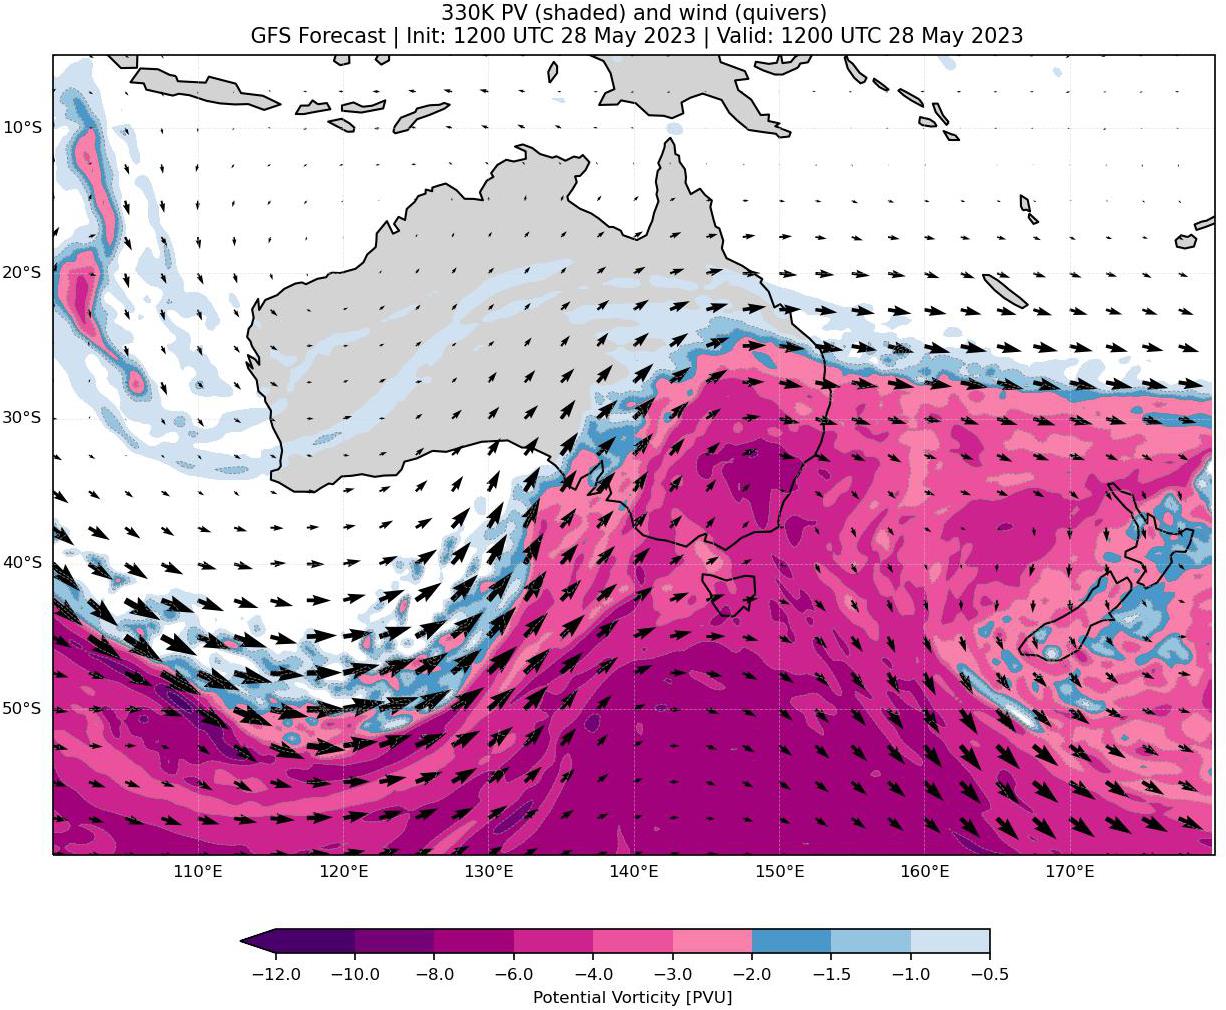 330K PV (shaded) and wind (quivers)
GFS Forecast | Init: 1200 UTC 28 May 2023 | Valid: 1200 UTC 28 May 2023
10°S
20°S
30°S
40°S
50°S
110°E 120°E 130°E 140°E 150°E 160°E 170°E
−12.0 −10.0 −8.0 −6.0 −4.0 −3.0 −2.0 −1.5 −1.0 −0.5
Potential Vorticity [PVU]